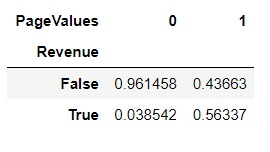 PageValues 0 1
Revenue
False 0.961458 0.43663
True 0.038542 0.56337